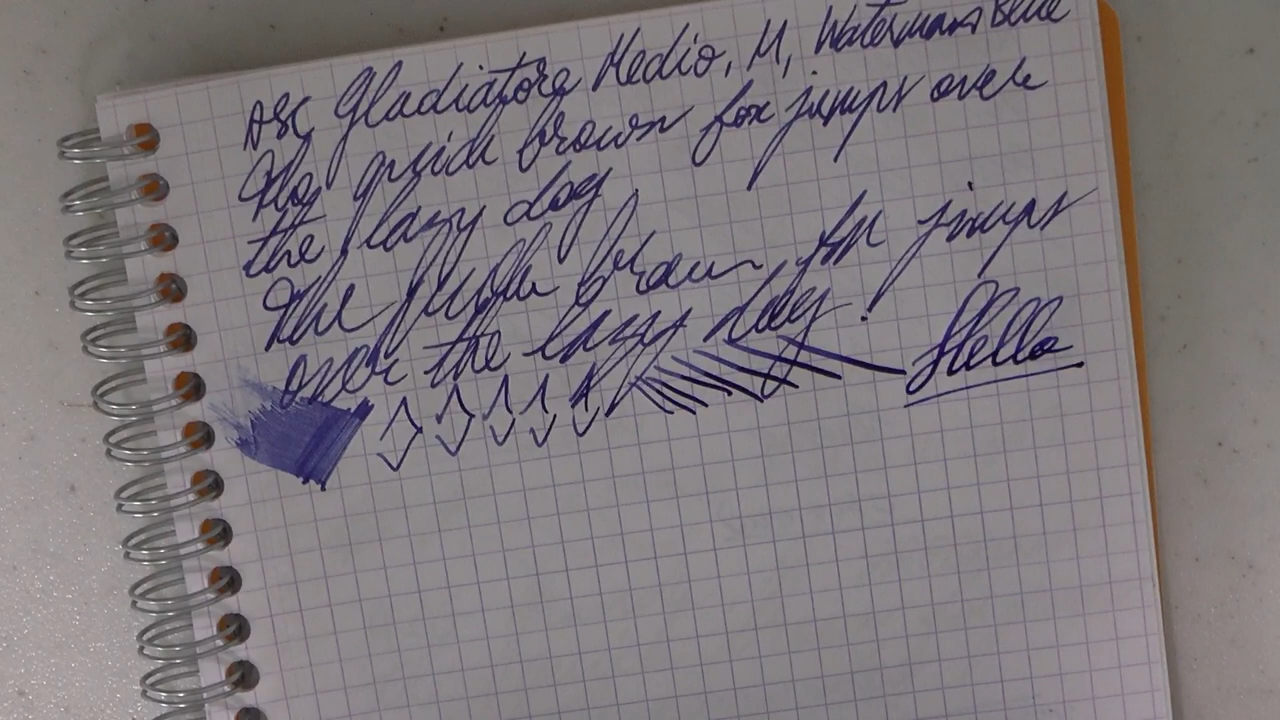 ASC Gladiatore Medio, M, Waterman Blue
The quick brown fox jumps over
the lazy dog
The quick brown fox jumps
over the lazy dog!
Hello